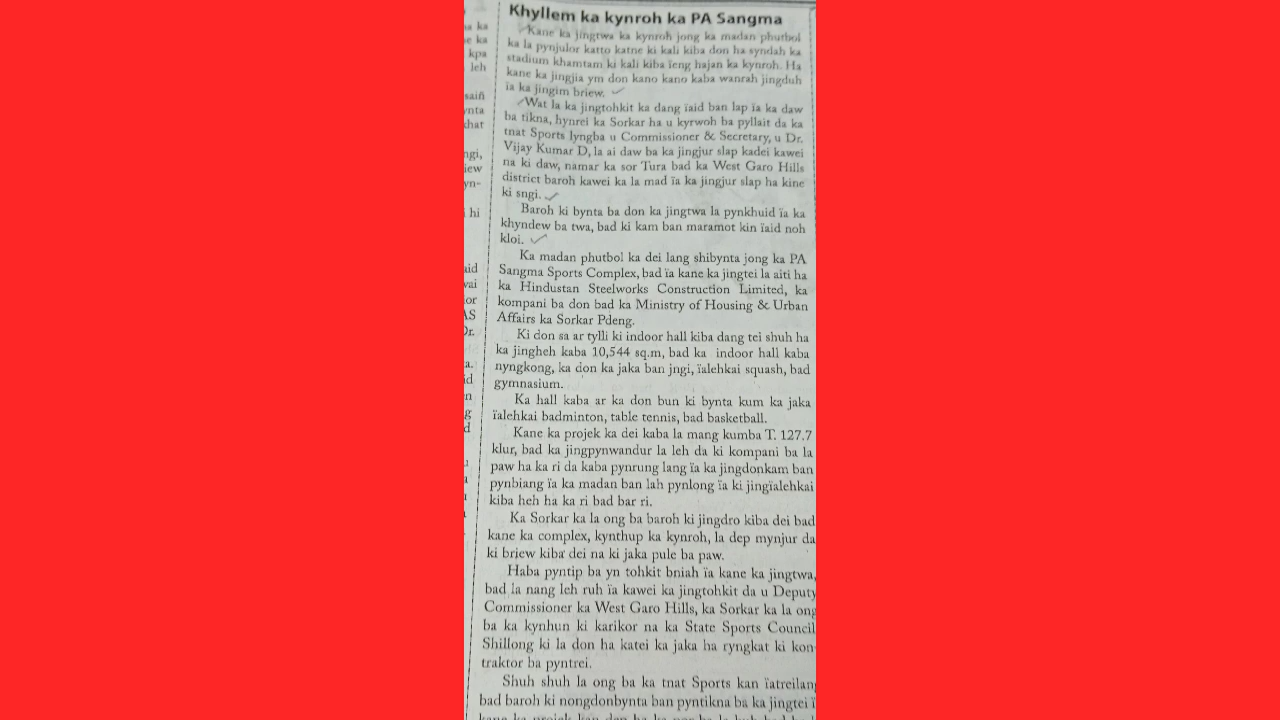 Khyllem ka kynroh ka PA Sangma
Kane ka jingtwa ka kynroh jong ka madan phutbol
ka la pynjulor katto katne ki kali kiba don ha syndah ka
stadium khamtam ki kali kiba ïeng hajan ka kynroh. Ha
kane ka jingjia ym don kano kano kaba wanrah jingduh
ïa ka jingim briew.
Wat la ka jingtohkit ka dang ïaid ban lap ïa ka daw
ba tikna, hynrei ka Sorkar ha u kyrwoh ba pyllait da ka
tnat Sports lyngba u Commissioner & Secretary, u Dr.
Vijay Kumar D, la ai daw ba ka jingjur slap kadei kawei
na ki daw, namar ka sor Tura bad ka West Garo Hills
district baroh kawei ka la mad ïa ka jingjur slap ha kine
ki sngi.
Baroh ki bynta ba don ka jingtwa la pynkhuid ïa ka
khyndew ba twa, bad ki kam ban maramot kin ïaid noh
kloi.
Ka madan phutbol ka dei lang shibynta jong ka PA
Sangma Sports Complex, bad ïa kane ka jingtei la aiti ha
ka Hindustan Steelworks Construction Limited, ka
kompani ba don bad ka Ministry of Housing & Urban
Affairs ka Sorkar Pdeng.
Ki don sa ar tylli ki indoor hall kiba dang tei shuh ha
ka jingheh kaba 10,544 sq.m, bad ka indoor hall kaba
nyngkong, ka don ka jaka ban jngi, ïalehkai squash, bad
gymnasium.
Ka hall kaba ar ka don bun ki bynta kum ka jaka
ïalehkai badminton, table tennis, bad basketball.
Kane ka projek ka dei kaba la mang kumba T. 127.7
klur, bad ka jingpynwandur la leh da ki kompani ba la
paw ha ka ri da kaba pynrung lang ïa ka jingdonkam ban
pynbiang ïa ka madan ban lah pynlong ïa ki jingïalehkai
kiba heh ha ka ri bad bar ri.
Ka Sorkar ka la ong ba baroh ki jingdro kiba dei bad
kane ka complex, kynthup ka kynroh, la dep mynjur da
ki briew kiba dei na ki jaka pule ba paw.
Haba pyntip ba yn tohkit bniah ïa kane ka jingtwa,
bad la nang leh ruh ïa kawei ka jingtohkit da u Deputy
Commissioner ka West Garo Hills, ka Sorkar ka la ong
ba ka kynhun ki karikor na ka State Sports Council
Shillong ki la don ha katei ka jaka ha ryngkat ki kon-
traktor ba pyntrei.
Shuh shuh la ong ba ka tnat Sports kan ïatreilang
bad baroh ki nongdonbynta ban pyntikna ba ka jingtei ï